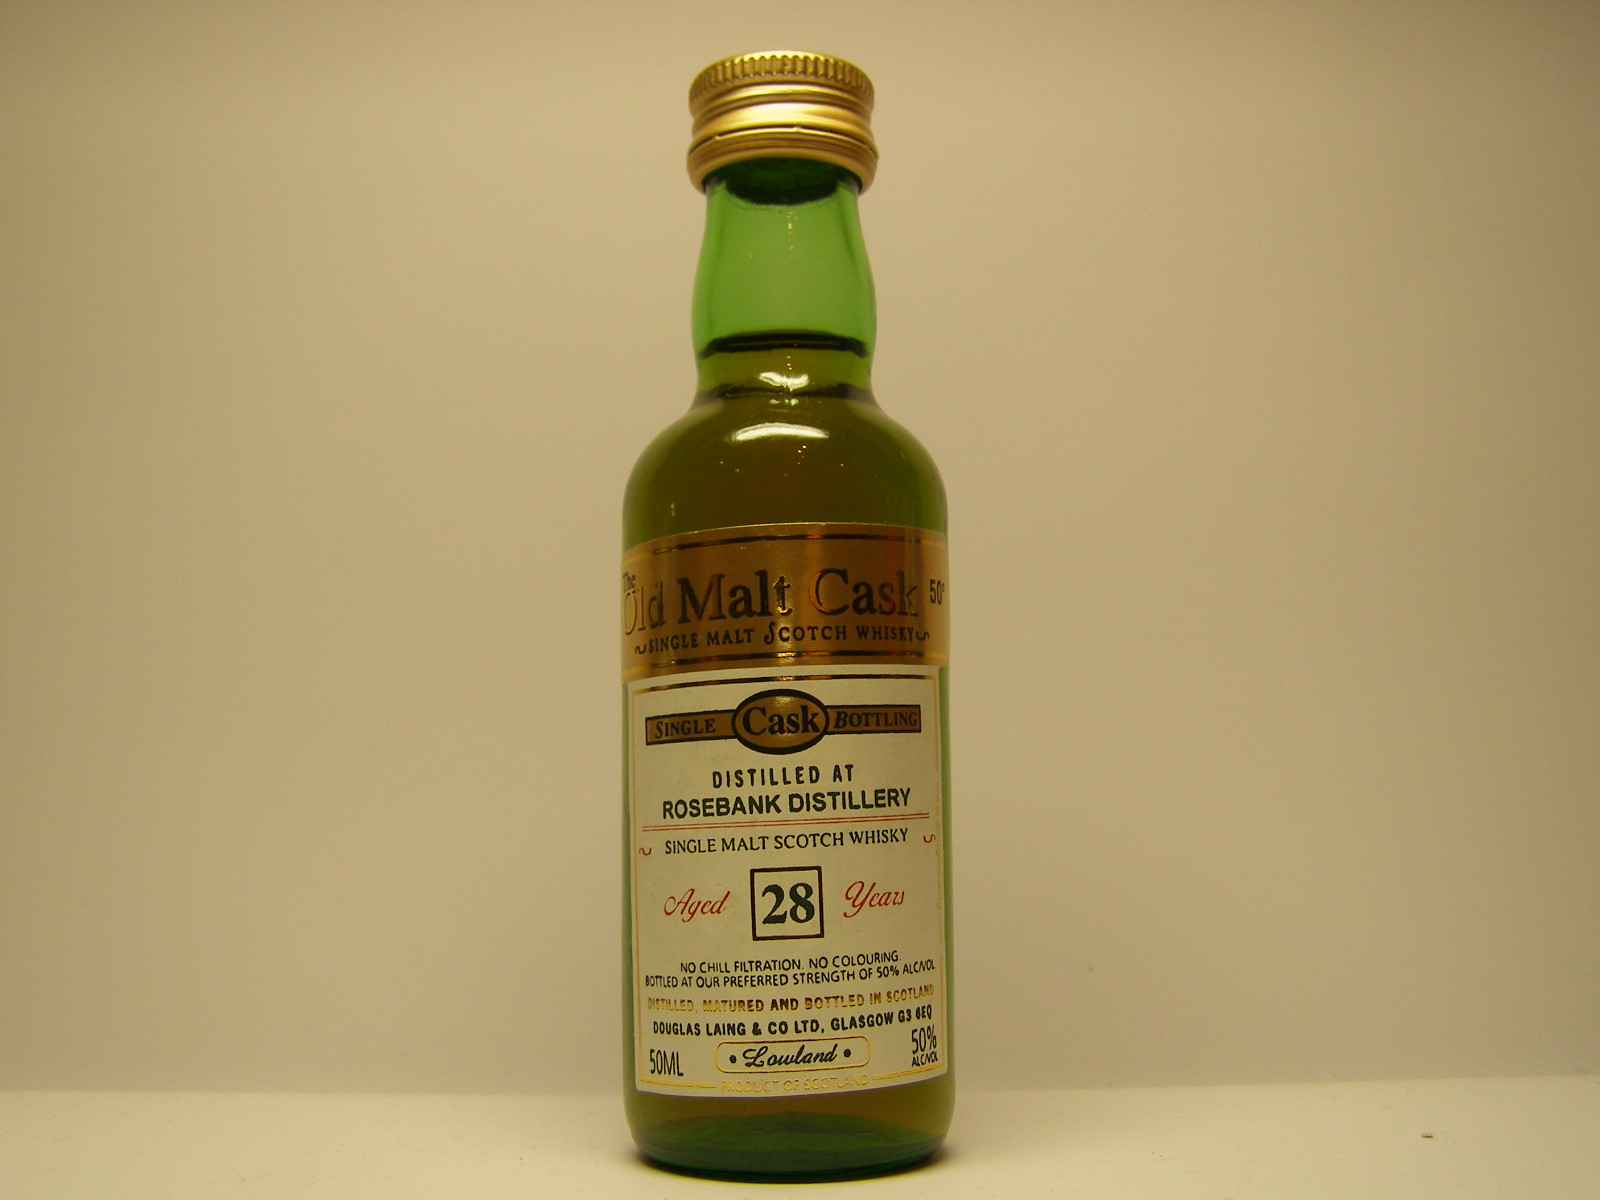 The
Old Malt Cask 50°
SINGLE MALT SCOTCH WHISKY
SINGLE Cask BOTTLING
DISTILLED AT
ROSEBANK DISTILLERY
SINGLE MALT SCOTCH WHISKY
Aged 28 Years
NO CHILL FILTRATION. NO COLOURING.
BOTTLED AT OUR PREFERRED STRENGTH OF 50% ALC/VOL
DISTILLED, MATURED AND BOTTLED IN SCOTLAND
DOUGLAS LAING & CO LTD, GLASGOW G3 6EQ
50ML • Lowland • 50%
ALC/VOL
PRODUCT OF SCOTLAND